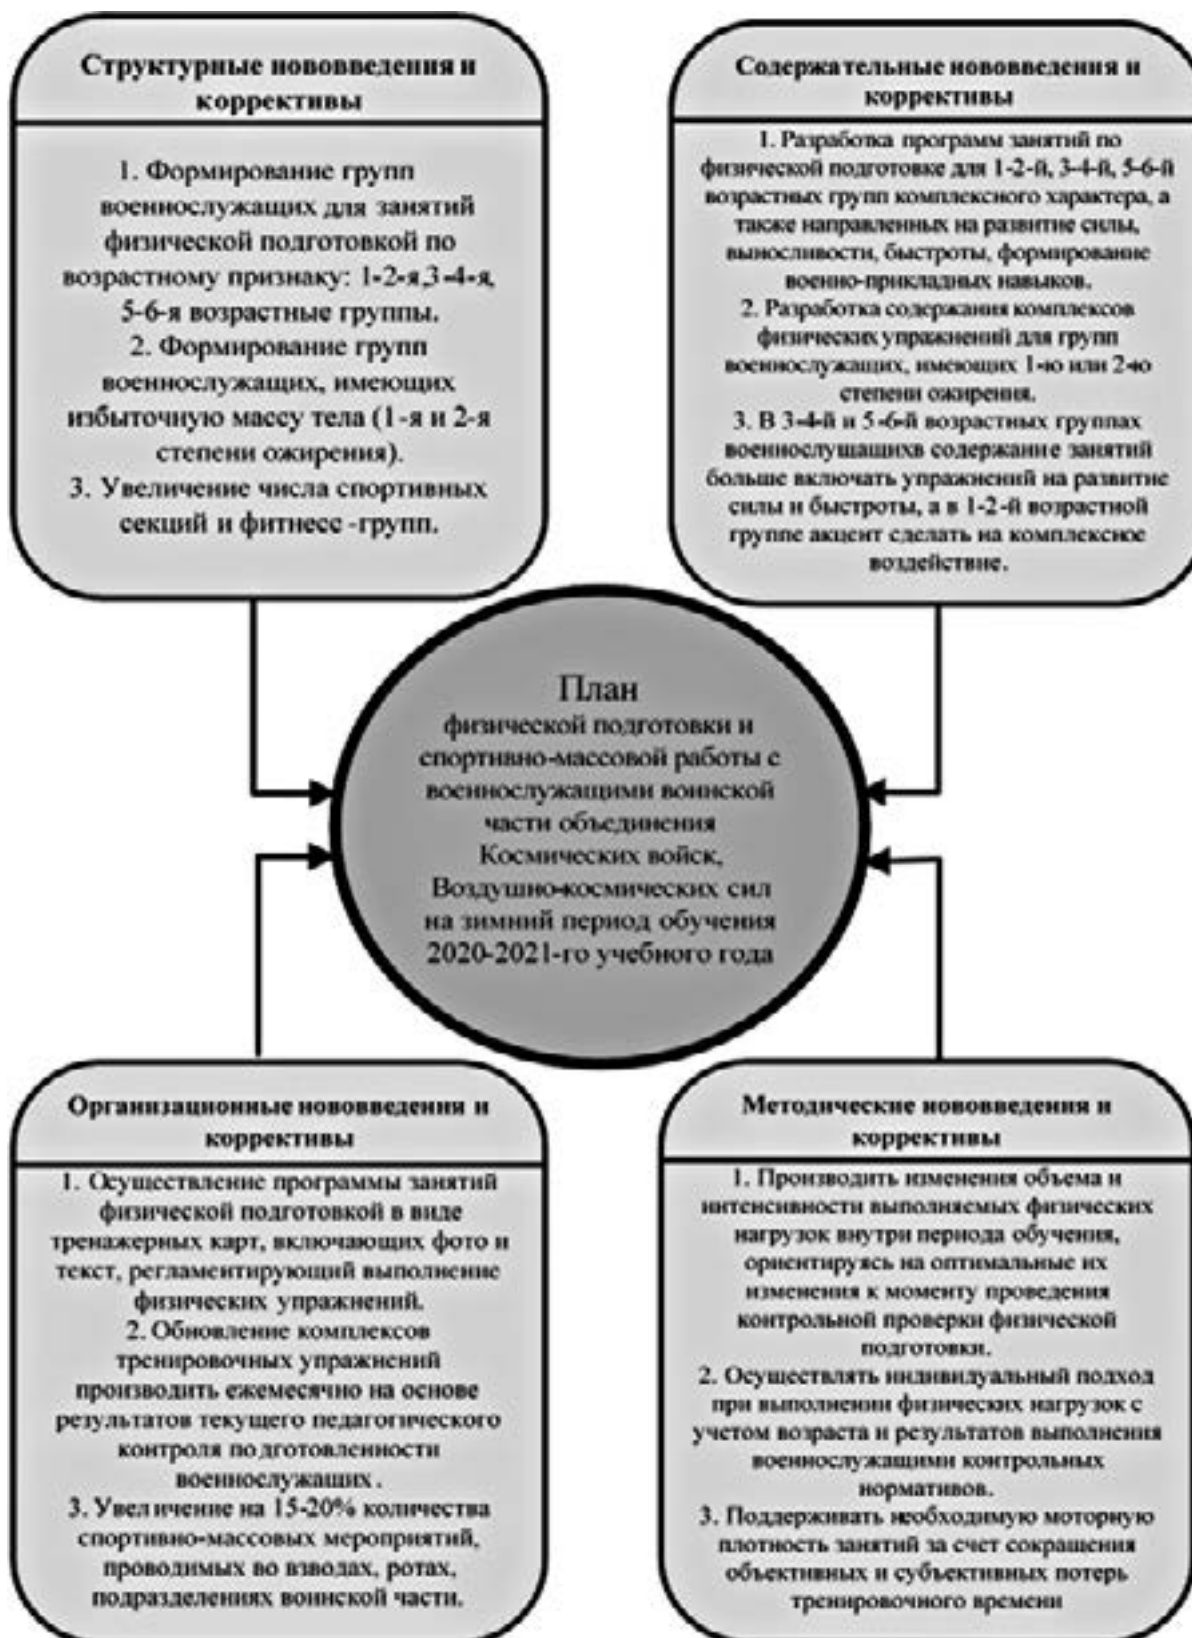 Структурные нововведения и
коррективы
1. Формирование групп
военнослужащих для занятий
физической подготовкой по
возрастному признаку: 1-2-я,3-4-я,
5-6-я возрастные группы.
2. Формирование групп
военнослужащих, имеющих
избыточную массу тела (1-я и 2-я
степени ожирения).
3. Увеличение числа спортивных
секций и фитнесс -групп.
Содержательные нововведения и
коррективы
1. Разработка программ занятий по
физической подготовке для 1-2-й, 3-4-й, 5-6-й
возрастных групп комплексного характера, а
также направленных на развитие силы,
выносливости, быстроты, формирование
военно-прикладных навыков.
2. Разработка содержания комплексов
физических упражнений для групп
военнослужащих, имеющих 1-ю или 2-ю
степени ожирения.
3. В 3-4-й и 5-6-й возрастных группах
военнослущихв содержание занятий
больше включать упражнений на развитие
силы и быстроты, а в 1-2-й возрастной
группе акцент сделать на комплексное
воздействие.
План
физической подготовки и
спортивно-массовой работы с
военнослужащими воинской
части объединения
Космических войск,
Воздушно-космических сил
на зимний период обучения
2020-2021-го учебного года
Организационные нововведения и
коррективы
1. Осуществление программы занятий
физической подготовкой в виде
тренажерных карт, включающих фото и
текст, регламентирующий выполнение
физических упражнений.
2. Обновление комплексов
тренировочных упражнений
производить ежемесячно на основе
результатов текущего педагогического
контроля подготовленности
военнослужащих.
3. Увеличение на 15-20% количества
спортивно-массовых мероприятий,
проводимых во взводах, ротах,
подразделениях воинской части.
Методические нововведения и
коррективы
1. Производить изменения объема и
интенсивности выполняемых физических
нагрузок внутри периода обучения,
ориентируясь на оптимальные их
изменения к моменту проведения
контрольной проверки физической
подготовки.
2. Осуществлять индивидуальный подход
при выполнении физических нагрузок с
учетом возраста и результатов выполнения
военнослужащими контрольных
нормативов.
3. Поддерживать необходимую моторную
плотность занятий за счет сокращения
объективных и субъективных потерь
тренировочного времени